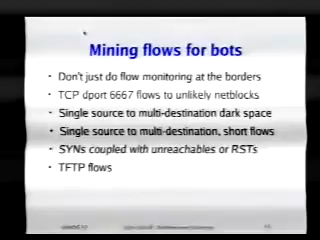 Mining flows for bots
· Don't just do flow monitoring at the borders
· TCP dport 6667 flows to unlikely netblocks
· Single source to multi-destination dark space
· Single source to multi-destination, short flows
· SYNs coupled with unreachables or RSTs
· TFTP flows